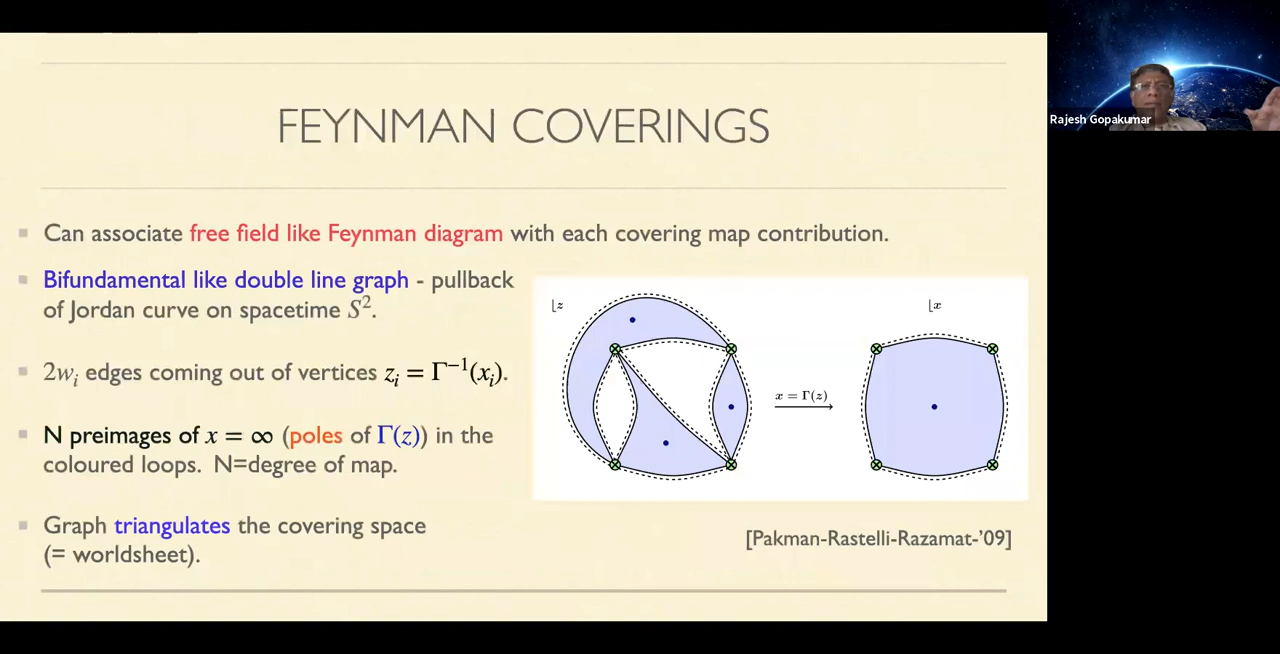 FEYNMAN COVERINGS
Rajesh Gopakumar
Can associate free field like Feynman diagram with each covering map contribution.
Bifundamental like double line graph - pullback
of Jordan curve on spacetime S².
2wᵢ edges coming out of vertices zᵢ = Γ⁻¹(xᵢ).
N preimages of x = ∞ (poles of Γ(z)) in the
coloured loops. N=degree of map.
Graph triangulates the covering space
(= worldsheet).
⌊z
x = Γ(z)
⌊x
[Pakman-Rastelli-Razamat-’09]